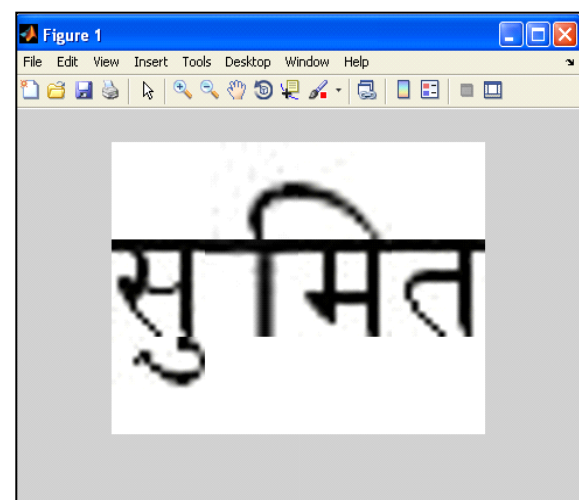 Figure 1
File Edit View Insert Tools Desktop Window Help
सुमित